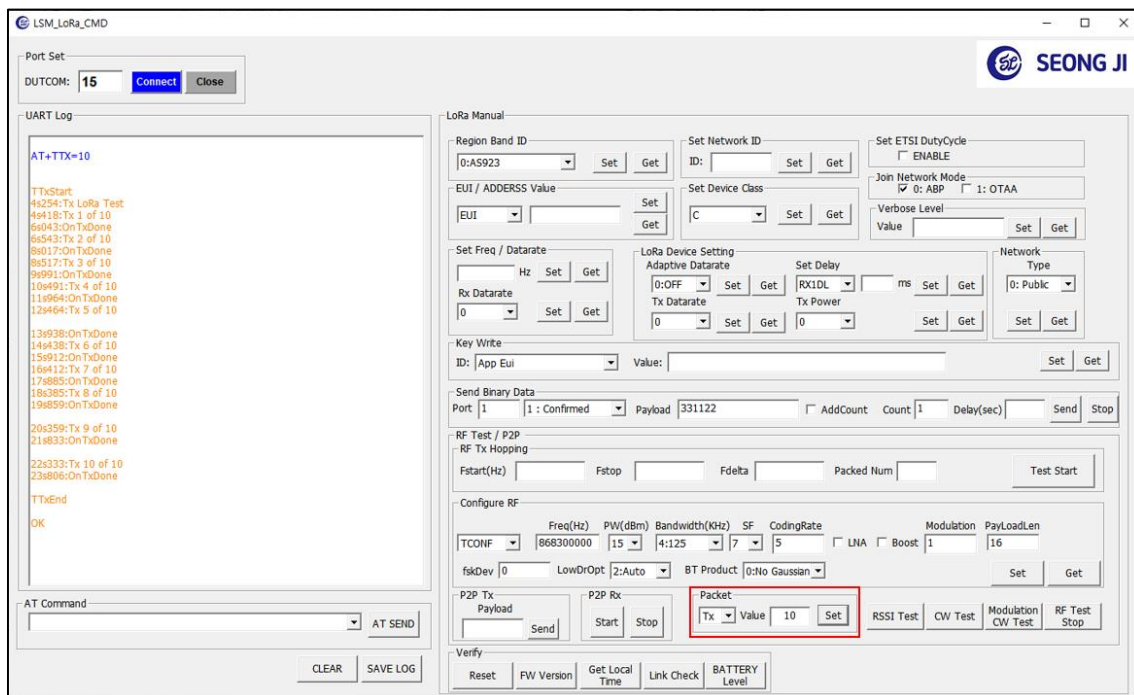 LSM_LoRa_CMD
SEONG JI
Port Set
DUTCOM: 15 Connect Close
UART Log
AT+TTX=10
TTxStart
4s254:Tx LoRa Test
4s418:Tx 1 of 10
6s043:OnTxDone
6s543:Tx 2 of 10
8s017:OnTxDone
8s517:Tx 3 of 10
9s991:OnTxDone
10s491:Tx 4 of 10
11s964:OnTxDone
12s464:Tx 5 of 10
13s938:OnTxDone
14s438:Tx 6 of 10
15s912:OnTxDone
16s412:Tx 7 of 10
17s885:OnTxDone
18s385:Tx 8 of 10
19s859:OnTxDone
20s359:Tx 9 of 10
21s833:OnTxDone
22s333:Tx 10 of 10
23s806:OnTxDone
TTxEnd
OK
AT Command
AT SEND
CLEAR SAVE LOG
LoRa Manual
Region Band ID
0:AS923 Set Get
Set Network ID
ID: Set Get
Set ETSI DutyCycle
ENABLE
Join Network Mode
0: ABP 1: OTAA
EUI / ADDERSS Value
EUI Set
Get
Set Device Class
C Set Get
Verbose Level
Value Set Get
Set Freq / Datarate
Hz Set Get
Rx Datarate
0 Set Get
LoRa Device Setting
Adaptive Datarate Set Delay
0:OFF Set Get RX1DL ms Set Get
Tx Datarate Tx Power
0 Set Get 0 Set Get
Network
Type
0: Public
Set Get
Key Write
ID: App Eui Value: Set Get
Send Binary Data
Port 1 1 : Confirmed Payload 331122 AddCount Count 1 Delay(sec) Send Stop
RF Test / P2P
RF Tx Hopping
Fstart(Hz) Fstop Fdelta Packed Num Test Start
Configure RF
Freq(Hz) PW(dBm) Bandwidth(KHz) SF CodingRate Modulation PayLoadLen
TCONF 868300000 15 4:125 7 5 LNA Boost 1 16
fskDev 0 LowDrOpt 2:Auto BT Product 0:No Gaussian Set Get
P2P Tx
Payload
Send
P2P Rx
Start Stop
Packet
Tx Value 10 Set
RSSI Test CW Test Modulation CW Test RF Test Stop
Verify
Reset FW Version Get Local Time Link Check BATTERY Level